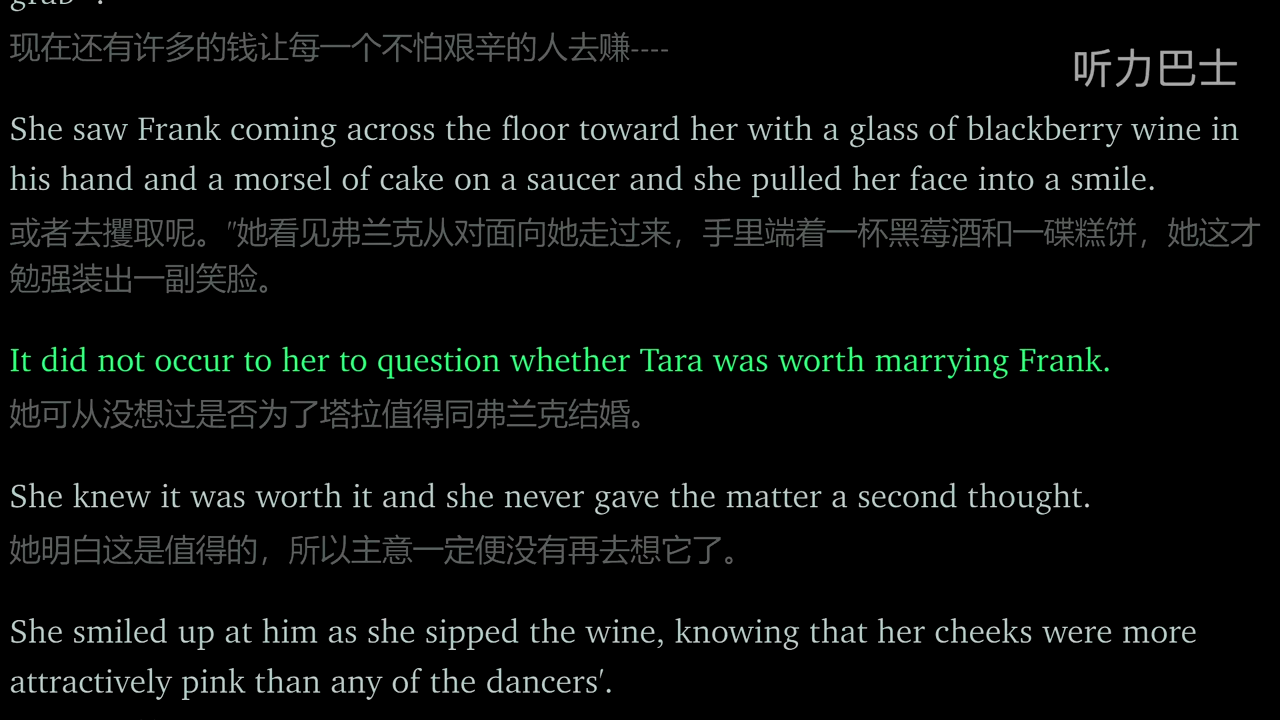 现在还有许多的钱让每一个不怕艰辛的人去赚----
听力巴士
She saw Frank coming across the floor toward her with a glass of blackberry wine in
his hand and a morsel of cake on a saucer and she pulled her face into a smile.
或者去攫取呢。"她看见弗兰克从对面向她走过来，手里端着一杯黑莓酒和一碟糕饼，她这才
勉强装出一副笑脸。
It did not occur to her to question whether Tara was worth marrying Frank.
她可从没想过是否为了塔拉值得同弗兰克结婚。
She knew it was worth it and she never gave the matter a second thought.
她明白这是值得的，所以主意一定便没有再去想它了。
She smiled up at him as she sipped the wine, knowing that her cheeks were more
attractively pink than any of the dancers'.